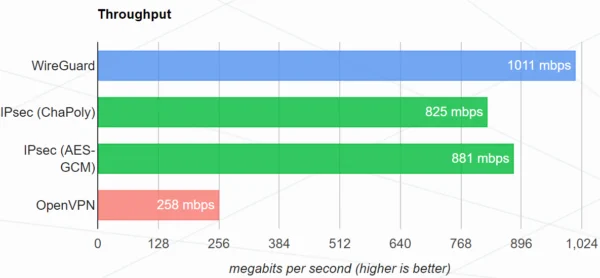 Throughput
WireGuard
1011 mbps
IPsec (ChaPoly)
825 mbps
IPsec (AES-
GCM)
881 mbps
OpenVPN
258 mbps
0 128 256 384 512 640 768 896 1,024
megabits per second (higher is better)